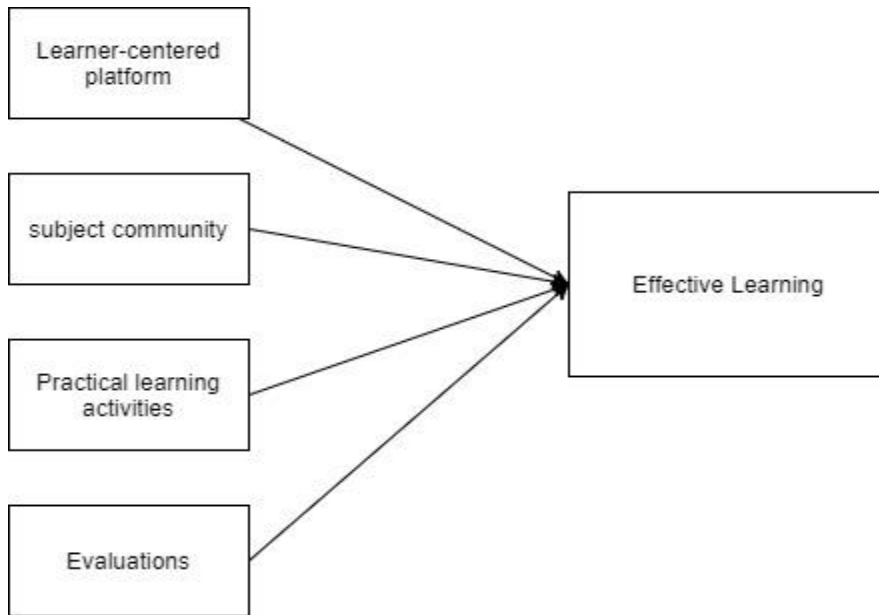 Learner-centered
platform
subject community
Effective Learning
Practical learning
activities
Evaluations